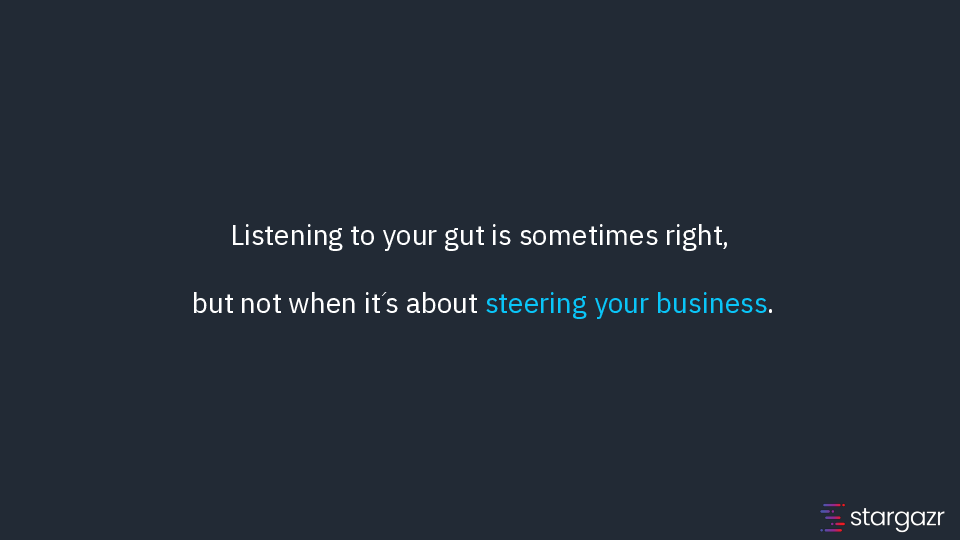 Listening to your gut is sometimes right,
but not when it´s about steering your business.
stargazr